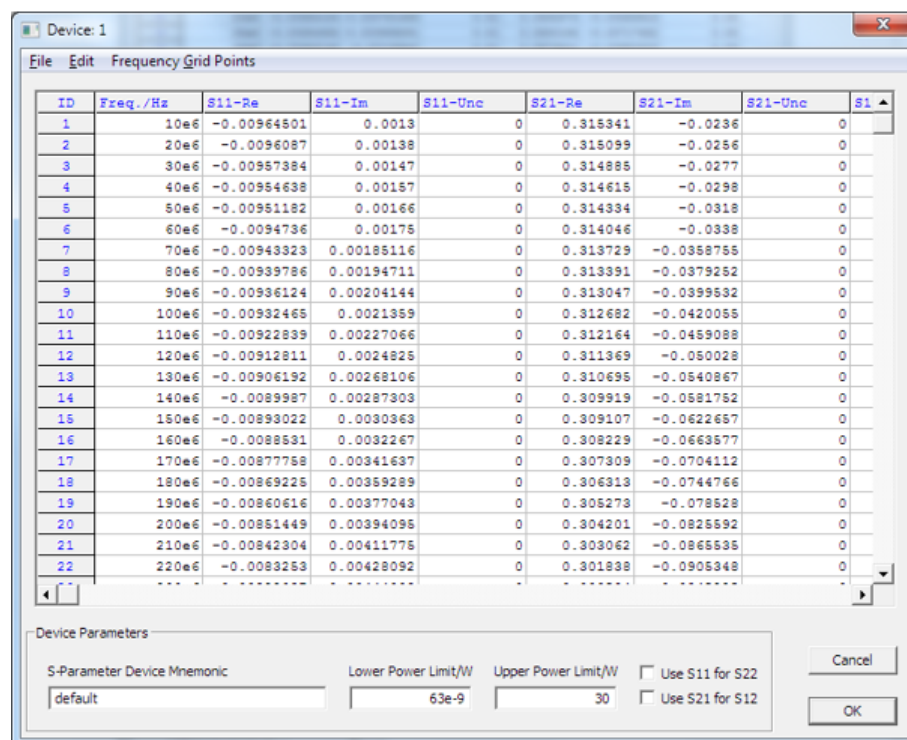 Device: 1
File Edit Frequency Grid Points
ID Freq./Hz S11-Re S11-Im S11-Unc S21-Re S21-Im S21-Unc S1
1 10e6 -0.00964501 0.0013 0 0.315341 -0.0236 0
2 20e6 -0.0096087 0.00138 0 0.315099 -0.0256 0
3 30e6 -0.00957384 0.00147 0 0.314885 -0.0277 0
4 40e6 -0.00954638 0.00157 0 0.314615 -0.0298 0
5 50e6 -0.00951182 0.00166 0 0.314334 -0.0318 0
6 60e6 -0.0094736 0.00175 0 0.314046 -0.0338 0
7 70e6 -0.00943323 0.00185116 0 0.313729 -0.0358755 0
8 80e6 -0.00939786 0.00194711 0 0.313391 -0.0379252 0
9 90e6 -0.00936124 0.00204144 0 0.313047 -0.0399532 0
10 100e6 -0.00932465 0.0021359 0 0.312682 -0.0420055 0
11 110e6 -0.00922839 0.00227066 0 0.312164 -0.0459088 0
12 120e6 -0.00912811 0.0024825 0 0.311369 -0.050028 0
13 130e6 -0.00906192 0.00268106 0 0.310695 -0.0540867 0
14 140e6 -0.0089987 0.00287303 0 0.309919 -0.0581752 0
15 150e6 -0.00893022 0.0030363 0 0.309107 -0.0622657 0
16 160e6 -0.0088531 0.0032267 0 0.308229 -0.0663577 0
17 170e6 -0.00877758 0.00341637 0 0.307309 -0.0704112 0
18 180e6 -0.00869225 0.00359289 0 0.306313 -0.0744766 0
19 190e6 -0.00860616 0.00377043 0 0.305273 -0.078528 0
20 200e6 -0.00851449 0.00394095 0 0.304201 -0.0825592 0
21 210e6 -0.00842304 0.00411775 0 0.303062 -0.0865535 0
22 220e6 -0.0083253 0.00428092 0 0.301838 -0.0905348 0
Device Parameters
S-Parameter Device Mnemonic Lower Power Limit/W Upper Power Limit/W Use S11 for S22 Cancel
default 63e-9 30 Use S21 for S12 OK